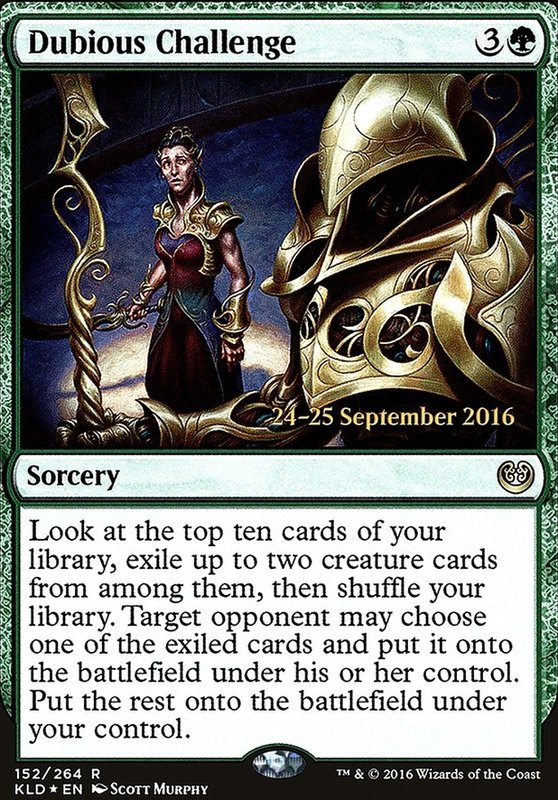 Dubious Challenge 3
24–25 September 2016
Sorcery
Look at the top ten cards of your
library, exile up to two creature cards
from among them, then shuffle your
library. Target opponent may choose
one of the exiled cards and put it onto
the battlefield under his or her control.
Put the rest onto the battlefield under
your control.
152/264 R
KLD ★ EN Scott Murphy
™ & © 2016 Wizards of the Coast